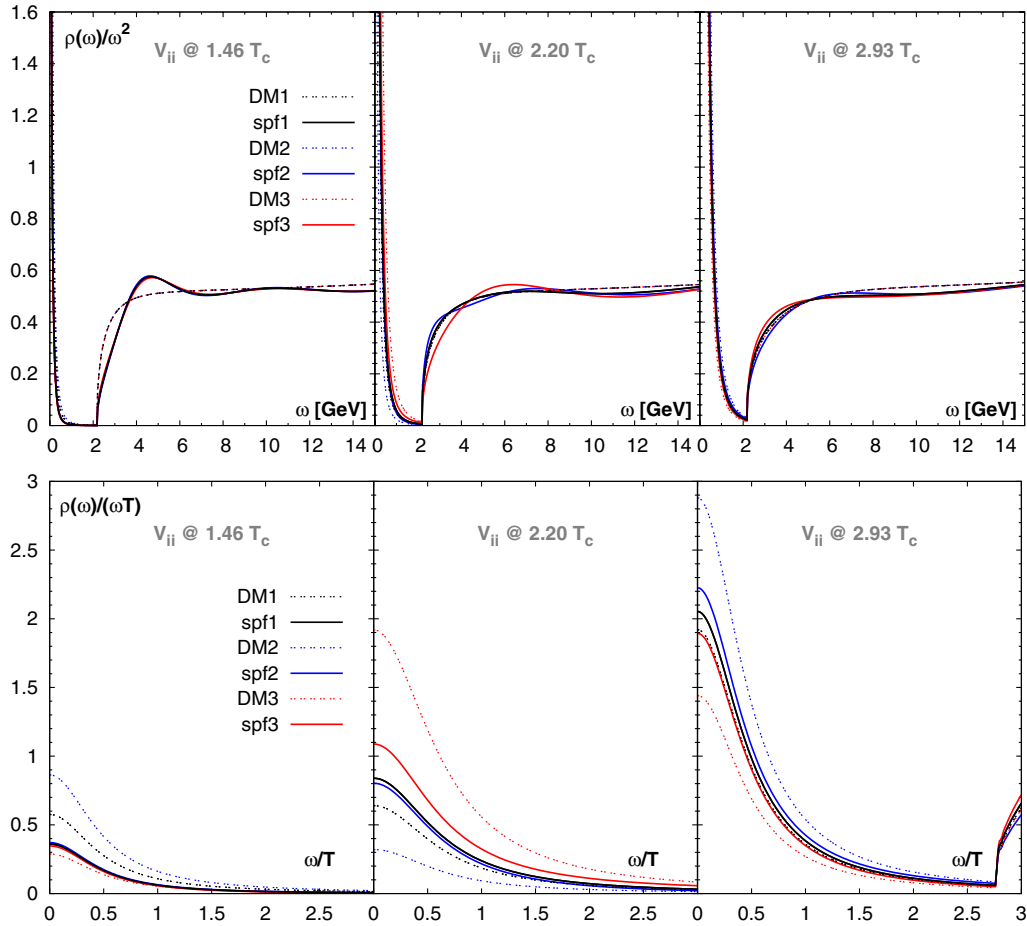 ρ(ω)/ω²
V_ii @ 1.46 T_c
V_ii @ 2.20 T_c
V_ii @ 2.93 T_c
DM1
spf1
DM2
spf2
DM3
spf3
1.6
1.4
1.2
1
0.8
0.6
0.4
0.2
0
ω [GeV]
ω [GeV]
ω [GeV]
0 2 4 6 8 10 12 14
0 2 4 6 8 10 12 14
0 2 4 6 8 10 12 14
ρ(ω)/(ωT)
V_ii @ 1.46 T_c
V_ii @ 2.20 T_c
V_ii @ 2.93 T_c
DM1
spf1
DM2
spf2
DM3
spf3
3
2.5
2
1.5
1
0.5
0
ω/T
ω/T
ω/T
0 0.5 1 1.5 2 2.5
0 0.5 1 1.5 2 2.5
0 0.5 1 1.5 2 2.5 3